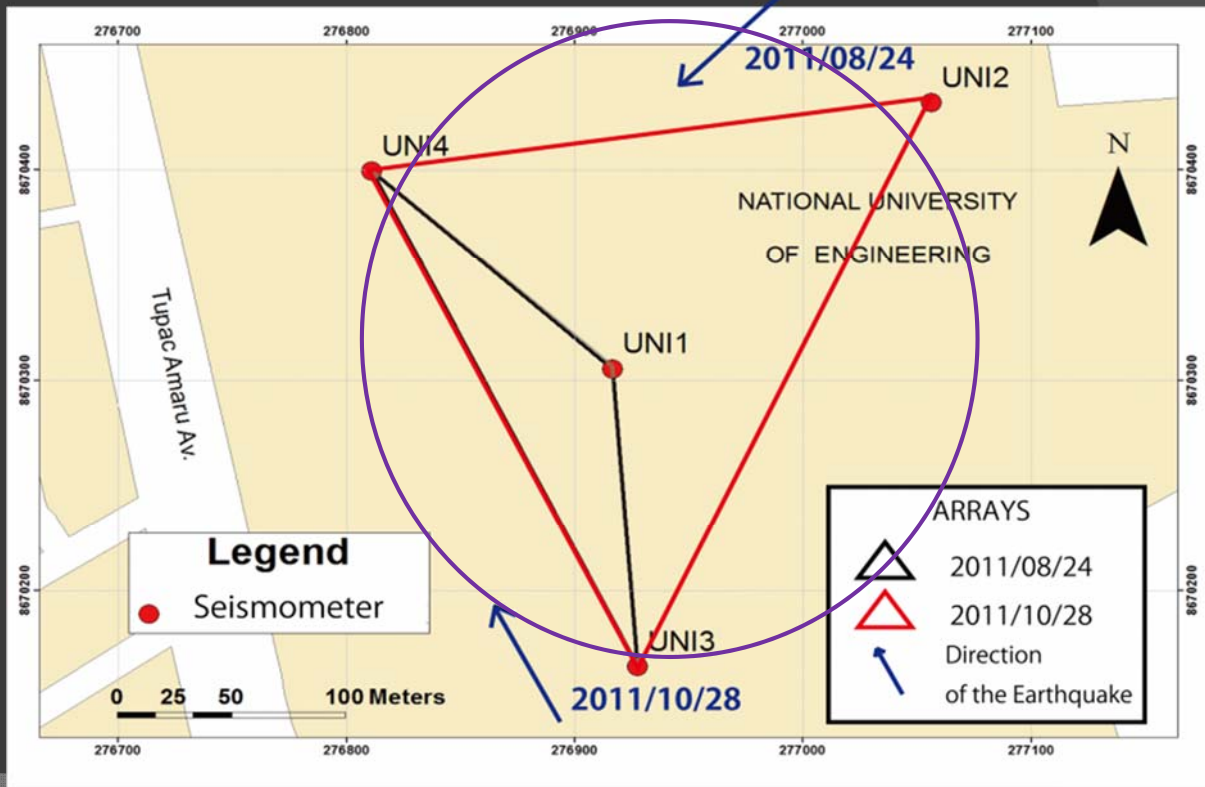 276700 276800 276900 277000 277100
2011/08/24
UNI2
UNI4
N
8670400
8670400
NATIONAL UNIVERSITY
OF ENGINEERING
Tupac Amaru Av.
UNI1
8670300
8670300
ARRAYS
2011/08/24
2011/10/28
Direction
of the Earthquake
Legend
Seismometer
8670200
8670200
UNI3
2011/10/28
0 25 50 100 Meters
276700 276800 276900 277000 277100